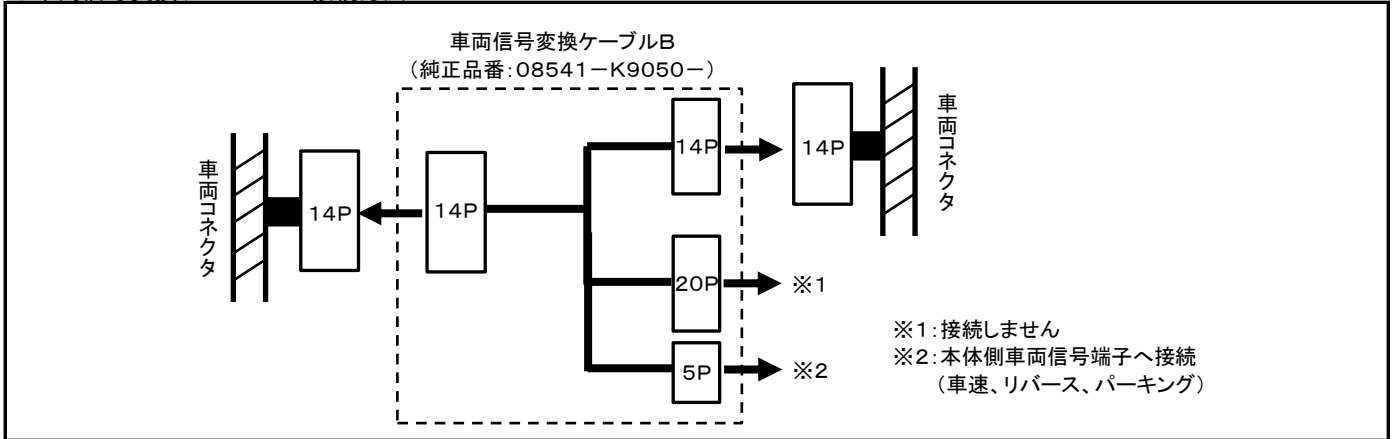 車両信号変換ケーブルB
(純正品番:08541-K9050-)
車両コネクタ
14P
14P
14P
20P
5P
14P
車両コネクタ
※1
※2
※1:接続しません
※2:本体側車両信号端子へ接続
(車速、リバース、パーキング)